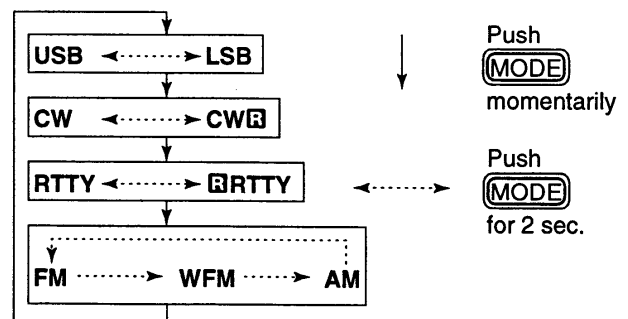 USB LSB
CW CWR
RTTY RRTTY
FM WFM AM
Push
MODE
momentarily
Push
MODE
for 2 sec.